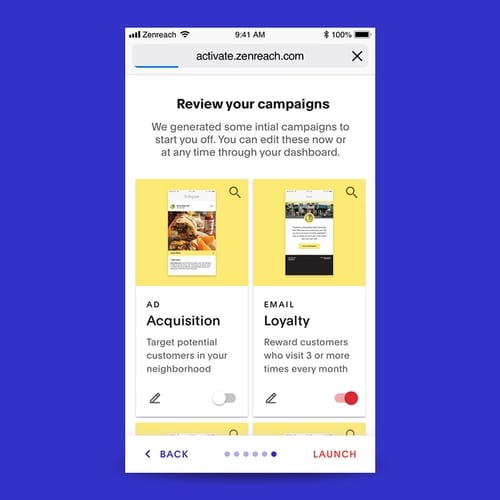 Zenreach
9:41 AM
100%
activate.zenreach.com
Review your campaigns
We generated some intial campaigns to
start you off. You can edit these now or
at any time through your dashboard.
AD
Acquisition
Target potential
customers in your
neighborhood
EMAIL
Loyalty
Reward customers
who visit 3 or more
times every month
BACK
LAUNCH